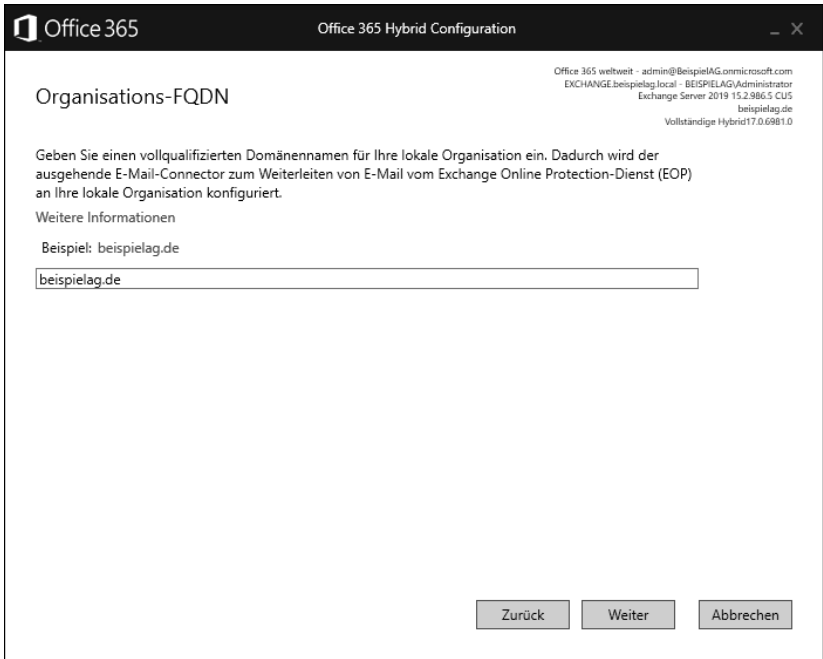 Office 365
Office 365 Hybrid Configuration
Office 365 weltweit - admin@BeispielAG.onmicrosoft.com
EXCHANGE.beispielag.local - BEISPIELAG\Administrator
Exchange Server 2019 15.2.986.5 CU5
beispielag.de
Vollständige Hybrid17.0.6981.0
Organisations-FQDN
Geben Sie einen vollqualifizierten Domänennamen für Ihre lokale Organisation ein. Dadurch wird der
ausgehende E-Mail-Connector zum Weiterleiten von E-Mail vom Exchange Online Protection-Dienst (EOP)
an Ihre lokale Organisation konfiguriert.
Weitere Informationen
Beispiel: beispielag.de
beispielag.de
Zurück
Weiter
Abbrechen